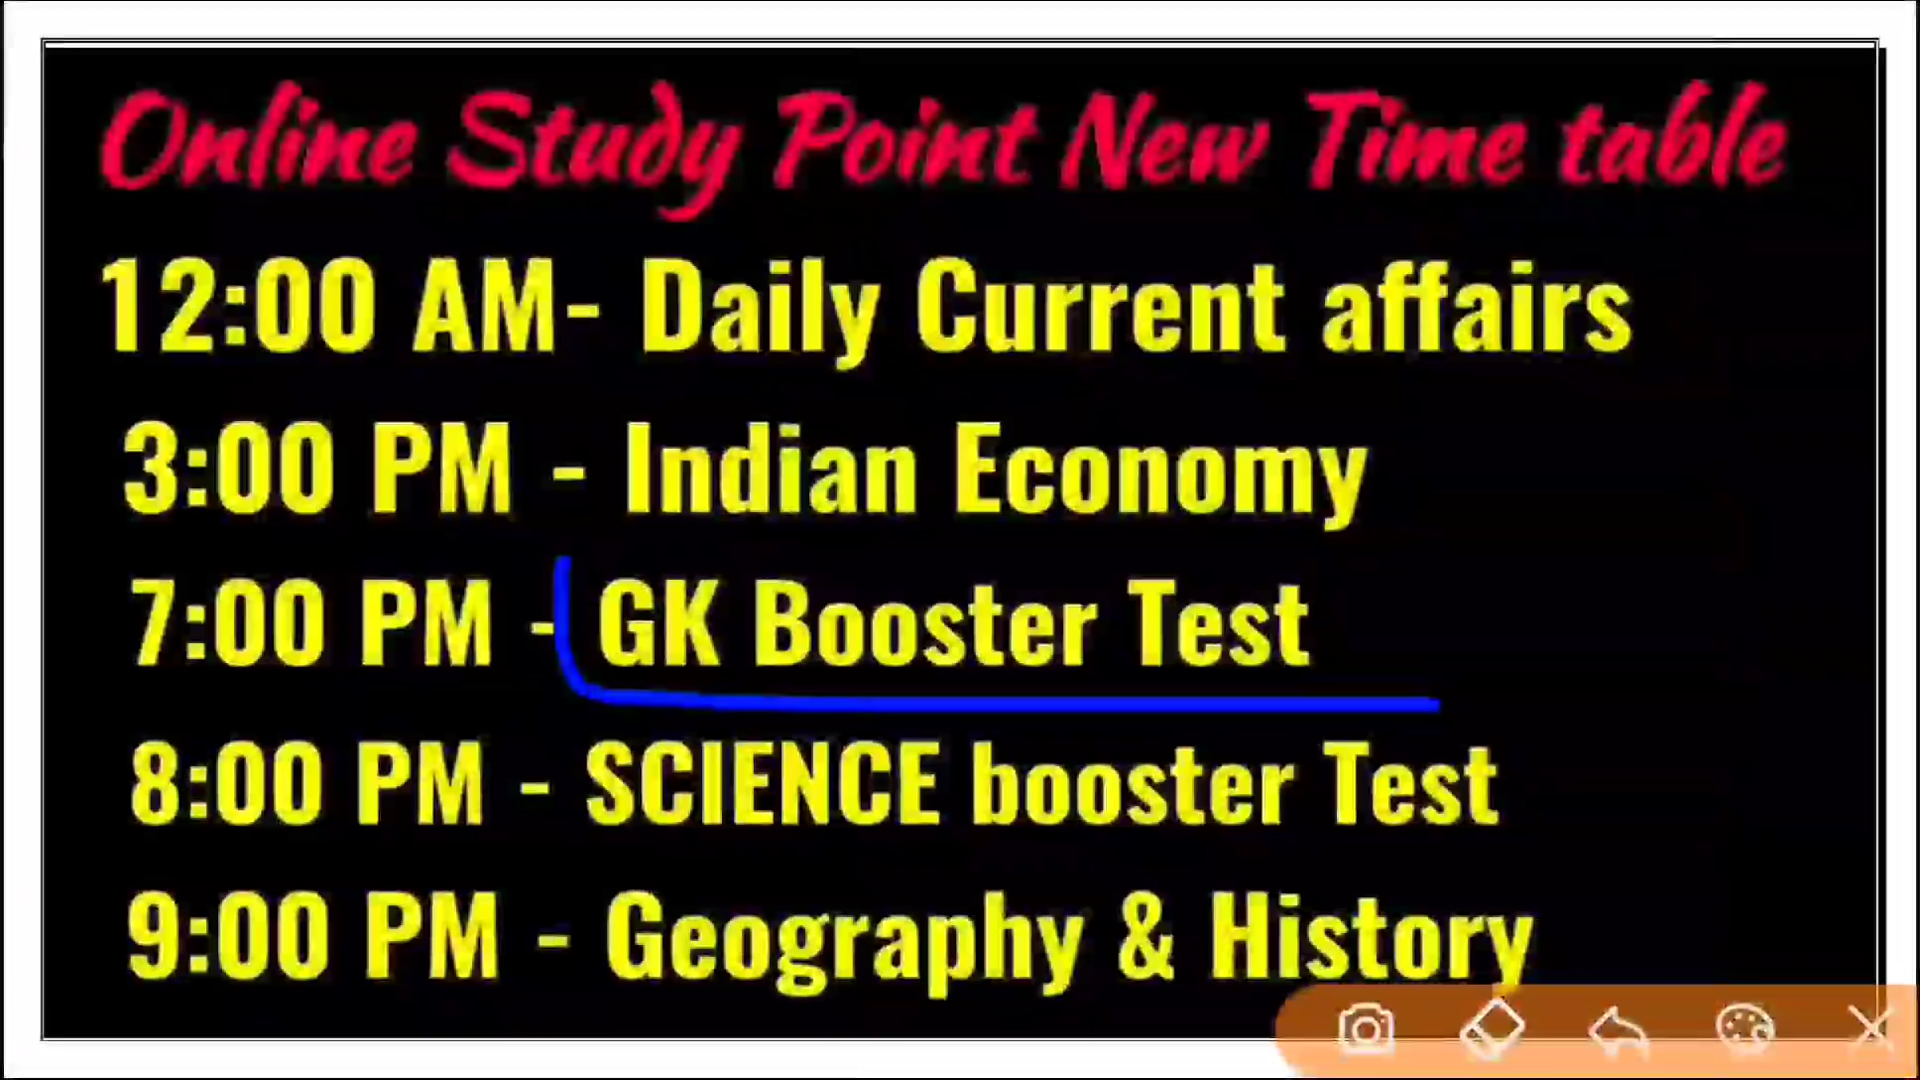 Online Study Point New Time table
12:00 AM- Daily Current affairs
3:00 PM - Indian Economy
7:00 PM - GK Booster Test
8:00 PM - SCIENCE booster Test
9:00 PM - Geography & History